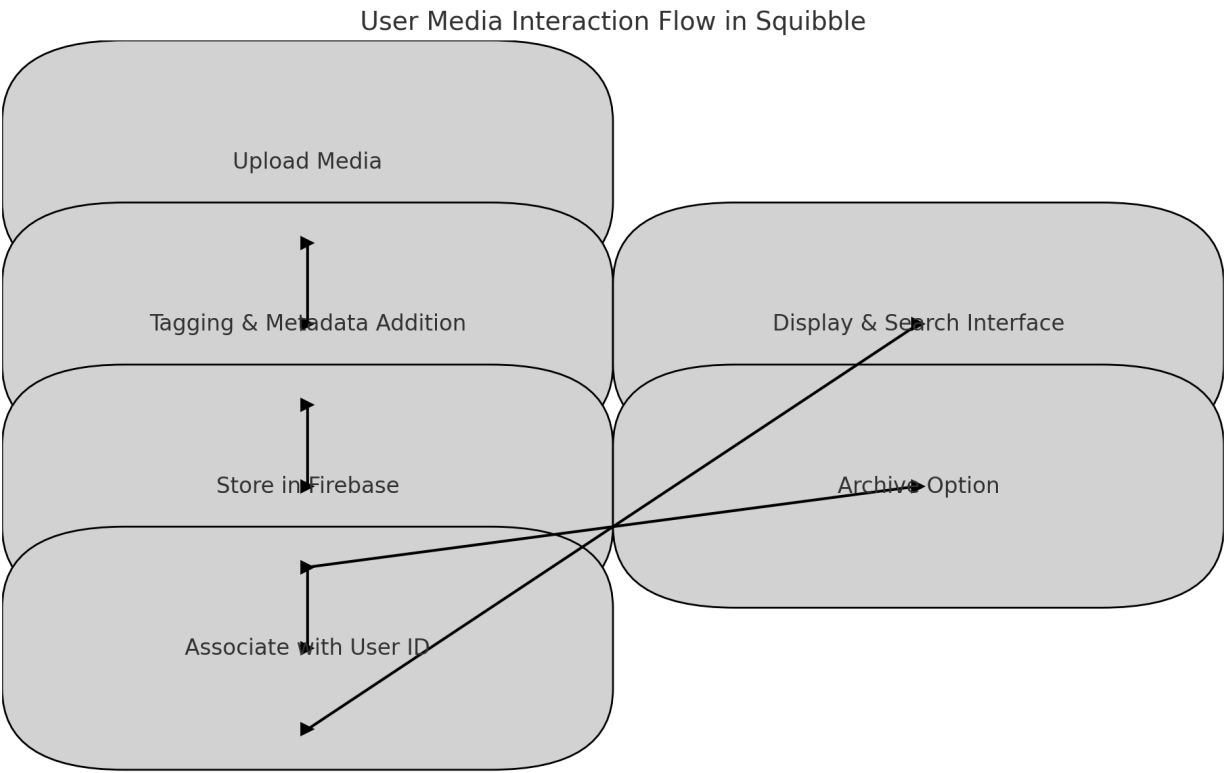 User Media Interaction Flow in Squibble
Upload Media
Tagging & Metadata Addition
Display & Search Interface
Store in Firebase
Archive Option
Associate with User ID